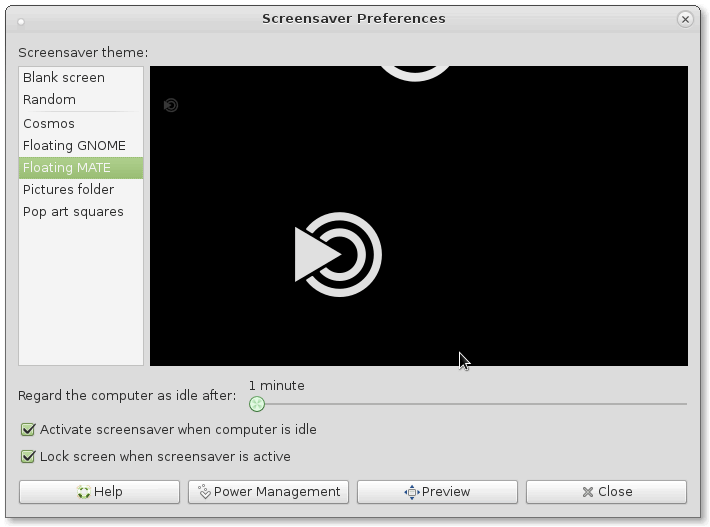 Screensaver Preferences
Screensaver theme:
Blank screen
Random
Cosmos
Floating GNOME
Floating MATE
Pictures folder
Pop art squares
1 minute
Regard the computer as idle after:
Activate screensaver when computer is idle
Lock screen when screensaver is active
Help Power Management Preview Close